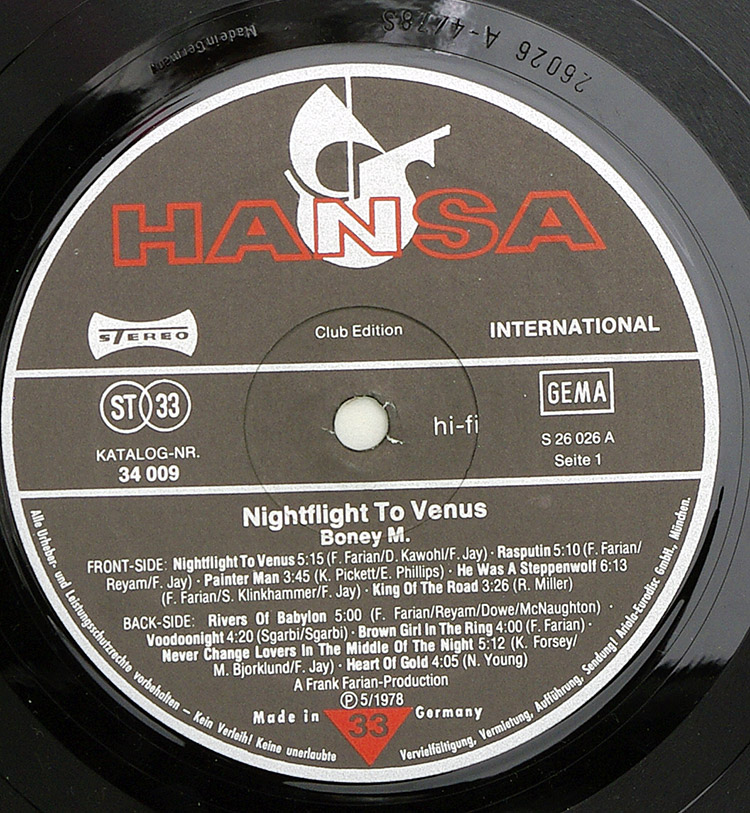 Made in Germany
26026 A-4/78S
HANSA
STEREO
Club Edition
INTERNATIONAL
ST 33
GEMA
hi-fi
KATALOG-NR.
34 009
S 26 026 A
Seite 1
Nightflight To Venus
Boney M.
FRONT-SIDE: Nightflight To Venus 5:15 (F. Farian/D. Kawohl/F. Jay) · Rasputin 5:10 (F. Farian/
Reyam/F. Jay) · Painter Man 3:45 (K. Pickett/E. Phillips) · He Was A Steppenwolf 6:13
(F. Farian/S. Klinkhammer/F. Jay) · King Of The Road 3:26 (R. Miller)
BACK-SIDE: Rivers Of Babylon 5:00 (F. Farian/Reyam/Dowe/McNaughton) ·
Voodoonight 4:20 (Sgarbi/Sgarbi) · Brown Girl In The Ring 4:00 (F. Farian) ·
Never Change Lovers In The Middle Of The Night 5:12 (K. Forsey/
M. Bjorklund/F. Jay) · Heart Of Gold 4:05 (N. Young)
A Frank Farian-Production
Ⓟ 5/1978
Made in 33 Germany
Alle Urheber- und Leistungsschutzrechte vorbehalten – Kein Verleih! Keine unerlaubte Vervielfältigung, Vermietung, Aufführung, Sendung! Ariola-Eurodisc GmbH., München.